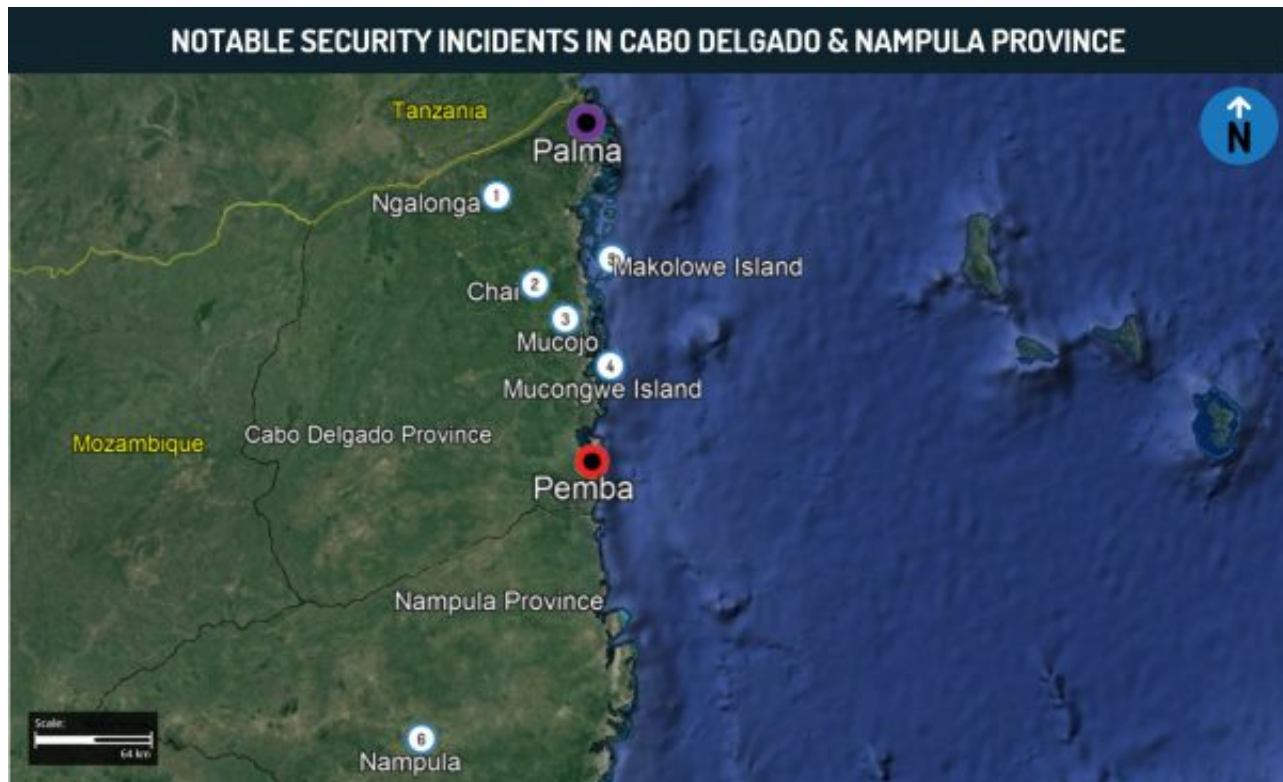 NOTABLE SECURITY INCIDENTS IN CABO DELGADO & NAMPULA PROVINCE
Tanzania
N
Palma
Ngalonga 1
5 Makolowe Island
Chai 2
3
Mucojo
4
Mucongwe Island
Mozambique
Cabo Delgado Province
Pemba
Nampula Province
Scale:
64 km
6
Nampula